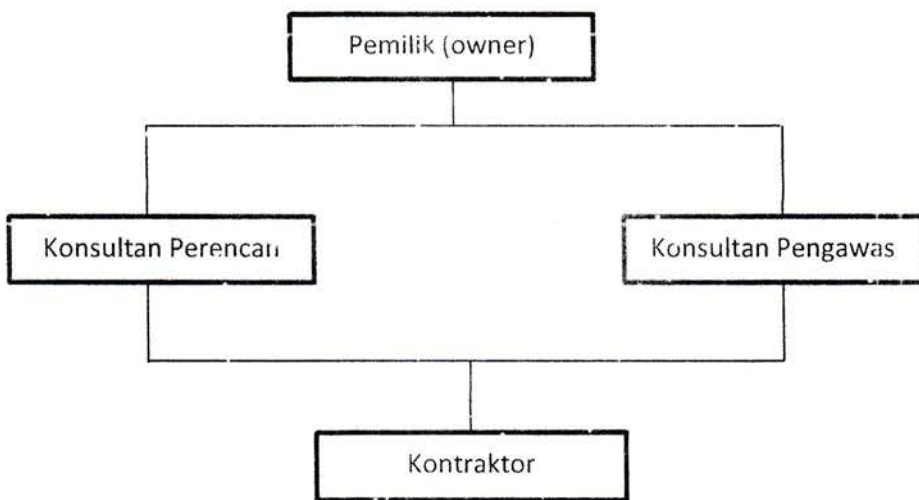 Pemilik (owner)
Konsultan Perencan
Konsultan Pengawas
Kontraktor